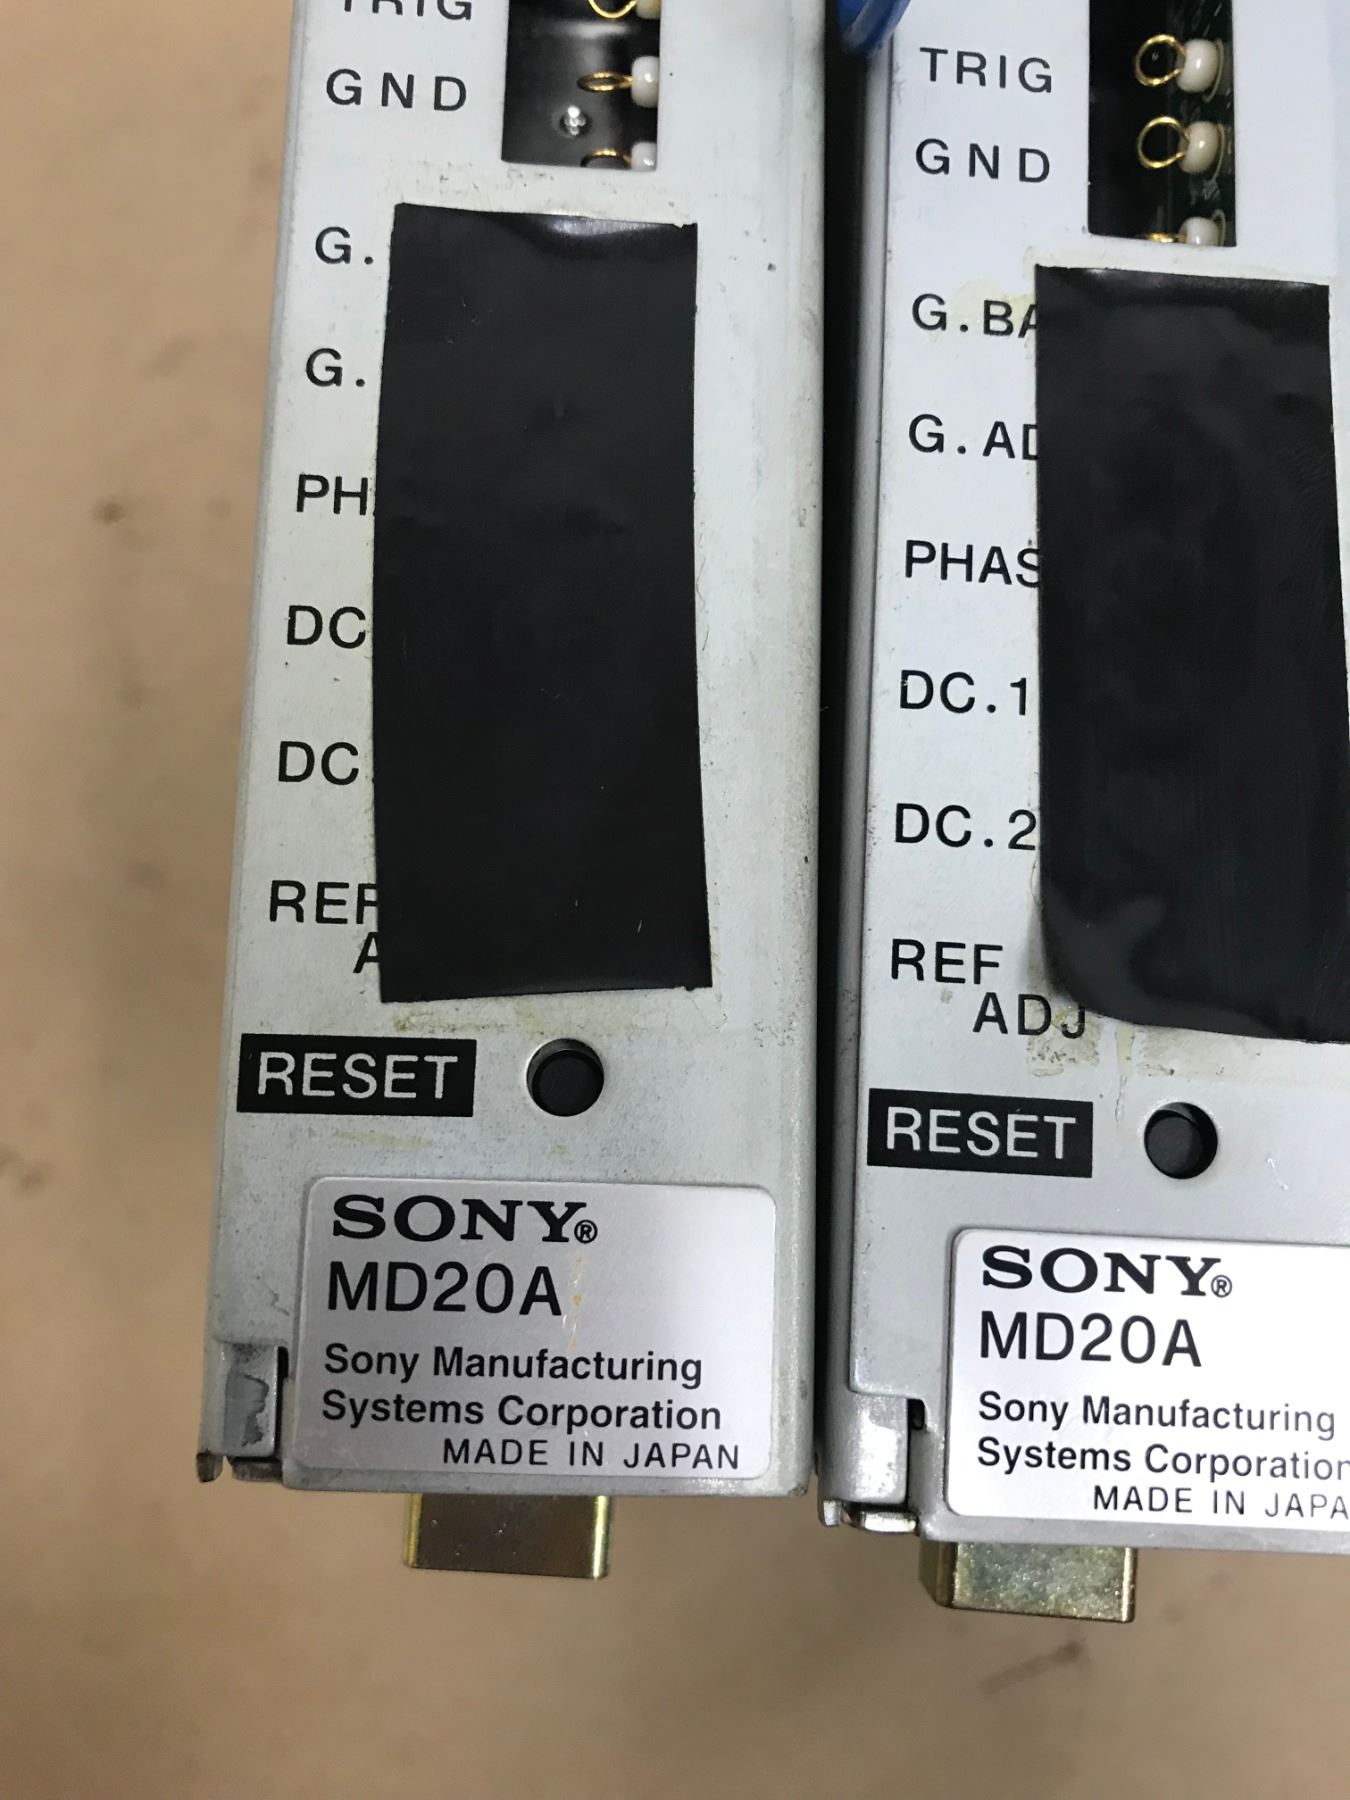 TRIG
GND
G.
G.
PH
DC
DC
REF
A
RESET
SONY®
MD20A
Sony Manufacturing
Systems Corporation
MADE IN JAPAN
TRIG
GND
G.BA
G.AD
PHAS
DC.1
DC.2
REF
ADJ
RESET
SONY®
MD20A
Sony Manufacturing
Systems Corporation
MADE IN JAPA